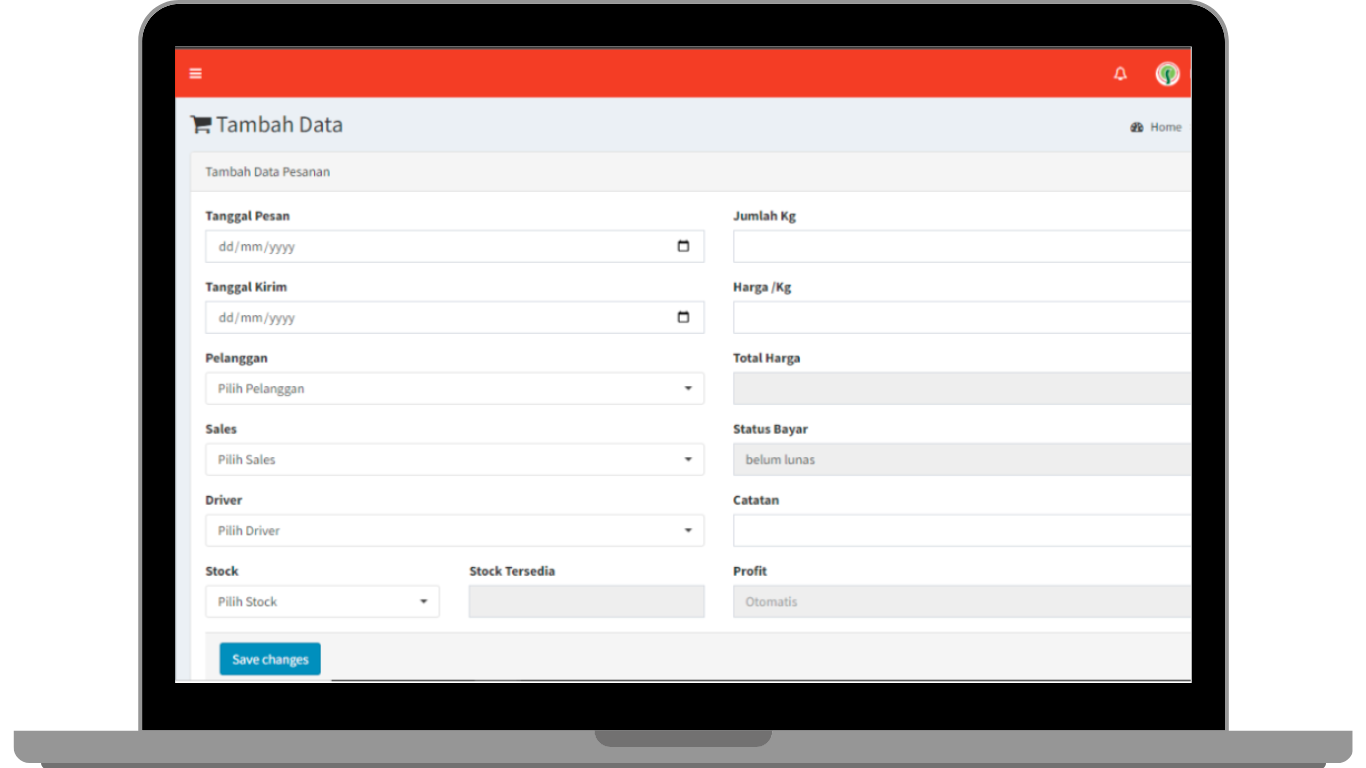 Tambah Data
Home
Tambah Data Pesanan
Tanggal Pesan
dd/mm/yyyy
Tanggal Kirim
dd/mm/yyyy
Pelanggan
Pilih Pelanggan
Sales
Pilih Sales
Driver
Pilih Driver
Stock
Pilih Stock
Stock Tersedia
Jumlah Kg
Harga /Kg
Total Harga
Status Bayar
belum lunas
Catatan
Profit
Otomatis
Save changes